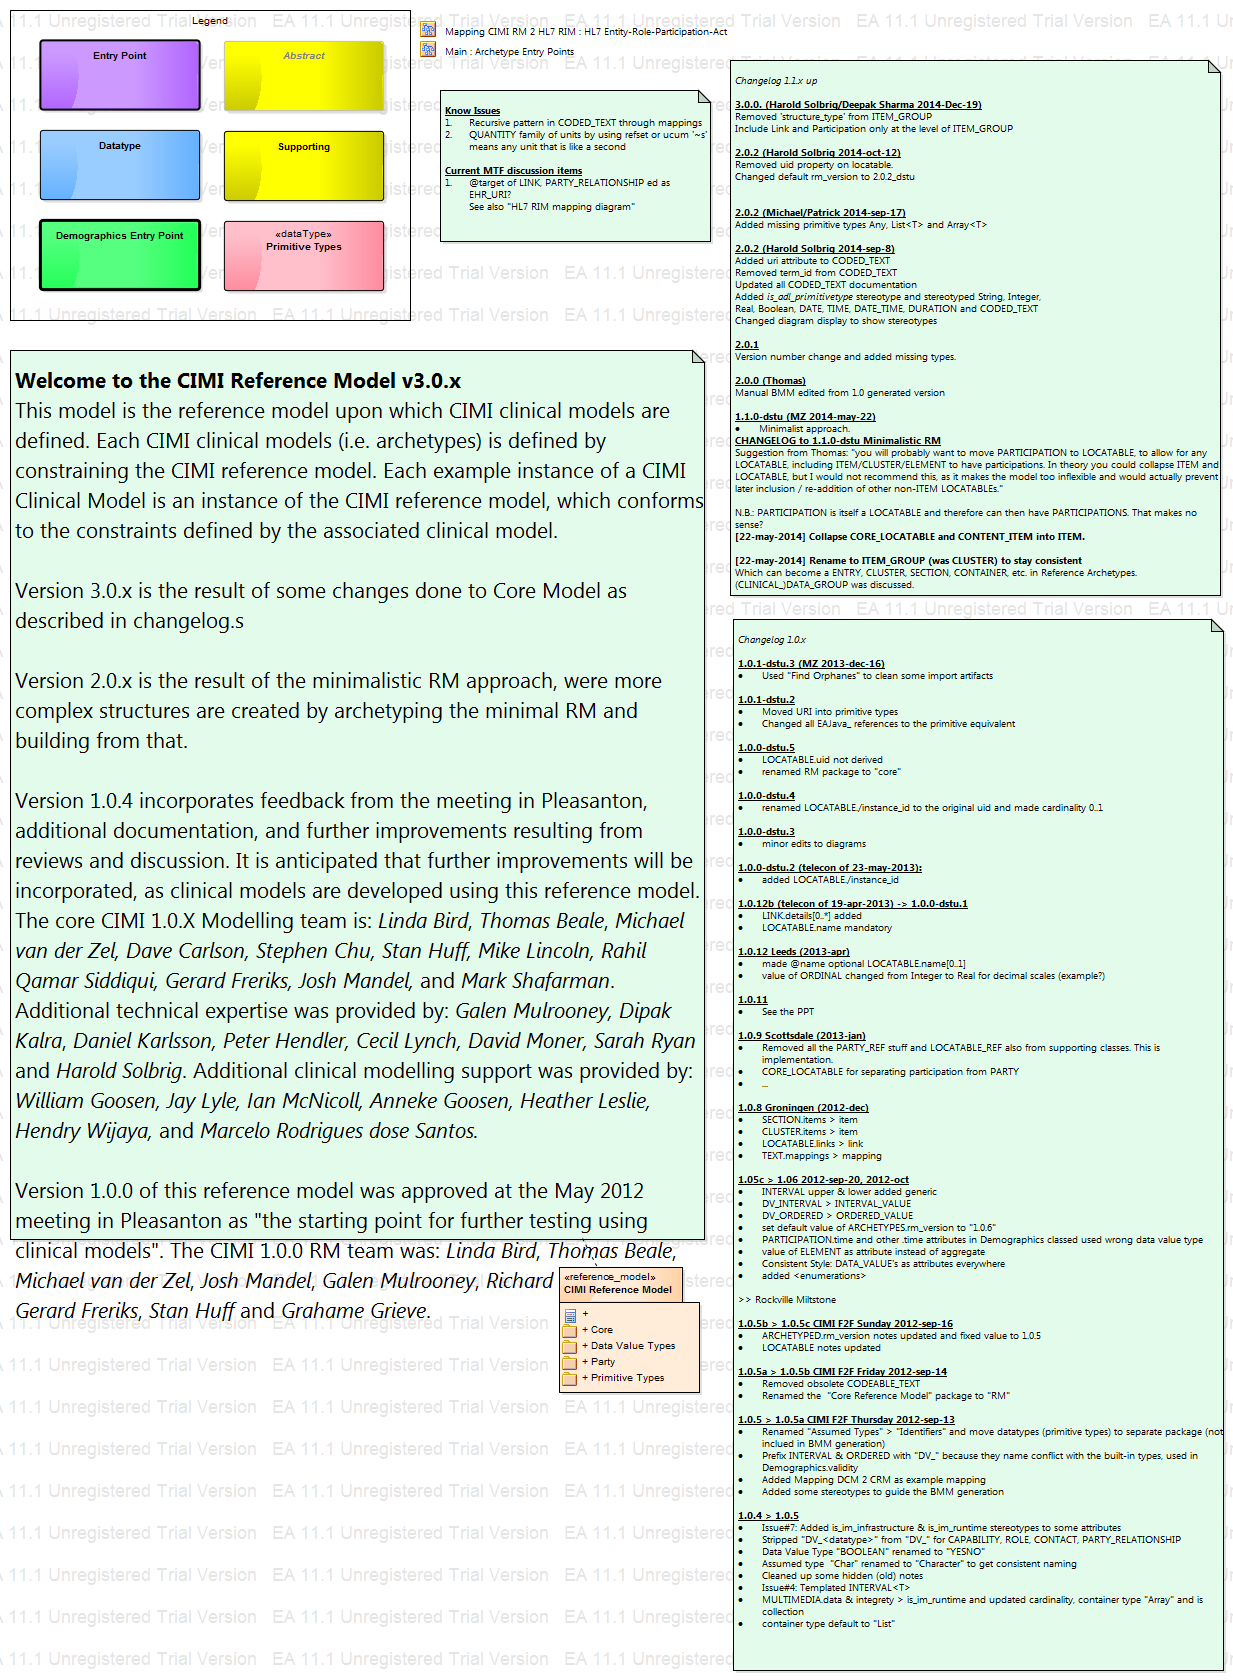 Legend
Entry Point
Abstract
Datatype
Supporting
Demographics Entry Point
«dataType»
Primitive Types
Mapping CIMI RM 2 HL7 RIM : HL7 Entity-Role-Participation-Act
Main : Archetype Entry Points
Know Issues
1. Recursive pattern in CODED_TEXT through mappings
2. QUANTITY family of units by using refset or ucum '~s'
means any unit that is like a second
Current MTF discussion items
1. @target of LINK, PARTY_RELATIONSHIP ed as
EHR_URI?
See also "HL7 RIM mapping diagram"
Welcome to the CIMI Reference Model v3.0.x
This model is the reference model upon which CIMI clinical models are
defined. Each CIMI clinical models (i.e. archetypes) is defined by
constraining the CIMI reference model. Each example instance of a CIMI
Clinical Model is an instance of the CIMI reference model, which conforms
to the constraints defined by the associated clinical model.
Version 3.0.x is the result of some changes done to Core Model as
described in changelog.s
Version 2.0.x is the result of the minimalistic RM approach, were more
complex structures are created by archetyping the minimal RM and
building from that.
Version 1.0.4 incorporates feedback from the meeting in Pleasanton,
additional documentation, and further improvements resulting from
reviews and discussion. It is anticipated that further improvements will be
incorporated, as clinical models are developed using this reference model.
The core CIMI 1.0.X Modelling team is: Linda Bird, Thomas Beale, Michael
van der Zel, Dave Carlson, Stephen Chu, Stan Huff, Mike Lincoln, Rahil
Qamar Siddiqui, Gerard Freriks, Josh Mandel, and Mark Shafarman.
Additional technical expertise was provided by: Galen Mulrooney, Dipak
Kalra, Daniel Karlsson, Peter Hendler, Cecil Lynch, David Moner, Sarah Ryan
and Harold Solbrig. Additional clinical modelling support was provided by:
William Goosen, Jay Lyle, Ian McNicoll, Anneke Goosen, Heather Leslie,
Hendry Wijaya, and Marcelo Rodrigues dose Santos.
Version 1.0.0 of this reference model was approved at the May 2012
meeting in Pleasanton as "the starting point for further testing using
clinical models". The CIMI 1.0.0 RM team was: Linda Bird, Thomas Beale,
Michael van der Zel, Josh Mandel, Galen Mulrooney, Richard
Gerard Freriks, Stan Huff and Grahame Grieve.
«reference_model»
CIMI Reference Model
+
+ Core
+ Data Value Types
+ Party
+ Primitive Types
Changelog 1.1.x up
3.0.0. (Harold Solbrig/Deepak Sharma 2014-Dec-19)
Removed 'structure_type' from ITEM_GROUP
Include Link and Participation only at the level of ITEM_GROUP
2.0.2 (Harold Solbrig 2014-oct-12)
Removed uid property on locatable.
Changed default rm_version to 2.0.2_dstu
2.0.2 (Michael/Patrick 2014-sep-17)
Added missing primitive types Any, List<T> and Array<T>
2.0.2 (Harold Solbrig 2014-sep-8)
Added uri attribute to CODED_TEXT
Removed term_id from CODED_TEXT
Updated all CODED_TEXT documentation
Added is_adl_primitivetype stereotype and stereotyped String, Integer,
Real, Boolean, DATE, TIME, DATE_TIME, DURATION and CODED_TEXT
Changed diagram display to show stereotypes
2.0.1
Version number change and added missing types.
2.0.0 (Thomas)
Manual BMM edited from 1.0 generated version
1.1.0-dstu (MZ 2014-may-22)
• Minimalist approach.
CHANGELOG to 1.1.0-dstu Minimalistic RM
Suggestion from Thomas: "you will probably want to move PARTICIPATION to LOCATABLE, to allow for any
LOCATABLE, including ITEM/CLUSTER/ELEMENT to have participations. In theory you could collapse ITEM and
LOCATABLE, but I would not recommend this, as it makes the model too inflexible and would actually prevent
later inclusion / re-addition of other non-ITEM LOCATABLEs."
N.B.: PARTICIPATION is itself a LOCATABLE and therefore can then have PARTICIPATIONS. That makes no
sense?
[22-may-2014] Collapse CORE_LOCATABLE and CONTENT_ITEM into ITEM.
[22-may-2014] Rename to ITEM_GROUP (was CLUSTER) to stay consistent
Which can become a ENTRY, CLUSTER, SECTION, CONTAINER, etc. in Reference Archetypes.
(CLINICAL_)DATA_GROUP was discussed.
Changelog 1.0.x
1.0.1-dstu.3 (MZ 2013-dec-16)
• Used "Find Orphanes" to clean some import artifacts
1.0.1-dstu.2
• Moved URI into primitive types
• Changed all EAJava_ references to the primitive equivalent
1.0.0-dstu.5
• LOCATABLE.uid not derived
• renamed RM package to "core"
1.0.0-dstu.4
• renamed LOCATABLE./instance_id to the original uid and made cardinality 0..1
1.0.0-dstu.3
• minor edits to diagrams
1.0.0-dstu.2 (telecon of 23-may-2013):
• added LOCATABLE./instance_id
1.0.12b (telecon of 19-apr-2013) -> 1.0.0-dstu.1
• LINK.details[0..*] added
• LOCATABLE.name mandatory
1.0.12 Leeds (2013-apr)
• made @name optional LOCATABLE.name[0..1]
• value of ORDINAL changed from Integer to Real for decimal scales (example?)
1.0.11
• See the PPT
1.0.9 Scottsdale (2013-jan)
• Removed all the PARTY_REF stuff and LOCATABLE_REF also from supporting classes. This is
implementation.
• CORE_LOCATABLE for separating participation from PARTY
• ...
1.0.8 Groningen (2012-dec)
• SECTION.items > item
• CLUSTER.items > item
• LOCATABLE.links > link
• TEXT.mappings > mapping
1.05c > 1.06 2012-sep-20, 2012-oct
• INTERVAL upper & lower added generic
• DV_INTERVAL > INTERVAL_VALUE
• DV_ORDERED > ORDERED_VALUE
• set default value of ARCHETYPES.rm_version to "1.0.6"
• PARTICIPATION.time and other .time attributes in Demographics classed used wrong data value type
• value of ELEMENT as attribute instead of aggregate
• Consistent Style: DATA_VALUE's as attributes everywhere
• added <enumerations>
>> Rockville Miltstone
1.0.5b > 1.0.5c CIMI F2F Sunday 2012-sep-16
• ARCHETYPED.rm_version notes updated and fixed value to 1.0.5
• LOCATABLE notes updated
1.0.5a > 1.0.5b CIMI F2F Friday 2012-sep-14
• Removed obsolete CODEABLE_TEXT
• Renamed the "Core Reference Model" package to "RM"
1.0.5 > 1.0.5a CIMI F2F Thursday 2012-sep-13
• Renamed "Assumed Types" > "Identifiers" and move datatypes (primitive types) to separate package (not
inclued in BMM generation)
• Prefix INTERVAL & ORDERED with "DV_" because they name conflict with the built-in types, used in
Demographics.validity
• Added Mapping DCM 2 CRM as example mapping
• Added some stereotypes to guide the BMM generation
1.0.4 > 1.0.5
• Issue#7: Added is_im_infrastructure & is_im_runtime stereotypes to some attributes
• Stripped "DV_<datatype>" from "DV_" for CAPABILITY, ROLE, CONTACT, PARTY_RELATIONSHIP
• Data Value Type "BOOLEAN" renamed to "YESNO"
• Assumed type "Char" renamed to "Character" to get consistent naming
• Cleaned up some hidden (old) notes
• Issue#4: Templated INTERVAL<T>
• MULTIMEDIA.data & integrety > is_im_runtime and updated cardinality, container type "Array" and is
collection
• container type default to "List"